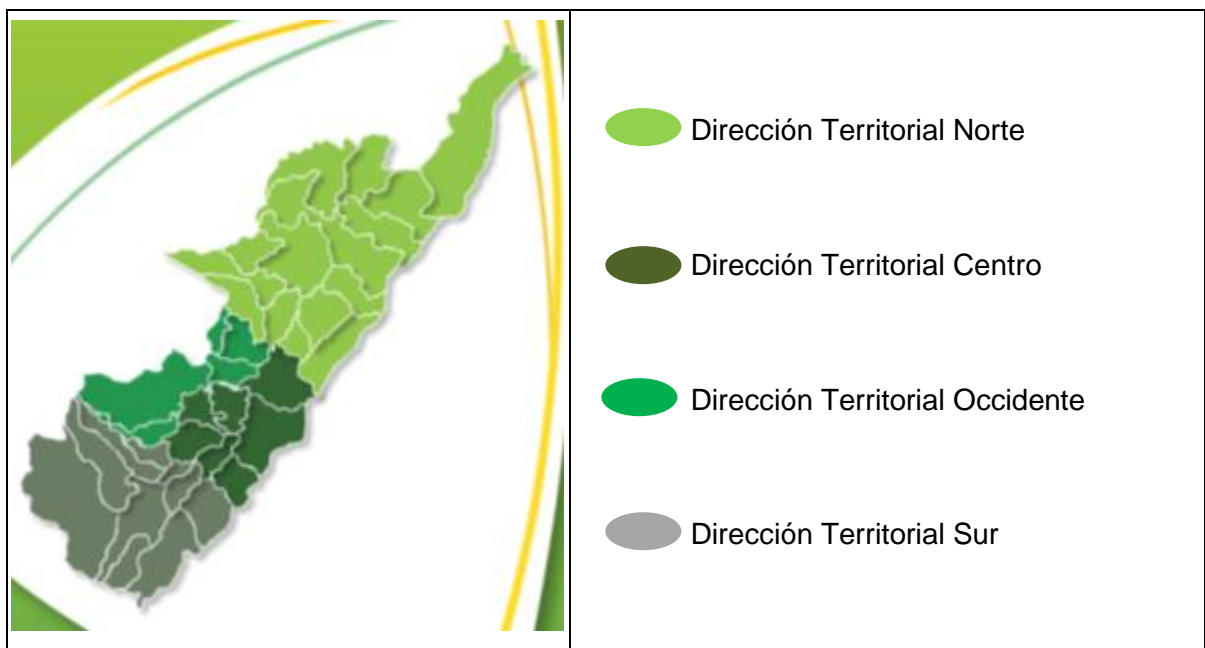 Dirección Territorial Norte
Dirección Territorial Centro
Dirección Territorial Occidente
Dirección Territorial Sur